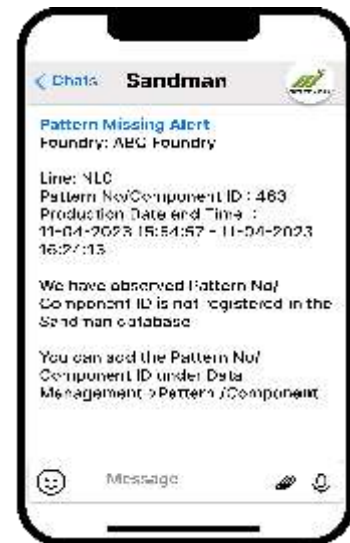 Chats
Sandman
Pattern Missing Alert
Foundry: ABC Foundry
Line:
Pattern No/Component ID : 463
Production Date and Time :
11-04-2023 15:54:57 - 11-04-2023
16:24:13
We have observed Pattern No/
Component ID is not registered in the
Sandman database
You can add the Pattern No/
Component ID under Data
Management->Pattern /Component
Message